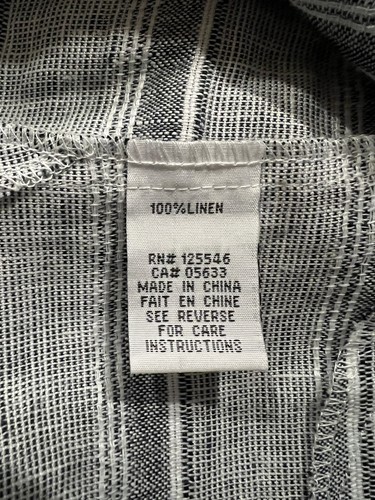 100%LINEN
RN# 125546
CA# 05633
MADE IN CHINA
FAIT EN CHINE
SEE REVERSE
FOR CARE
INSTRUCTIONS